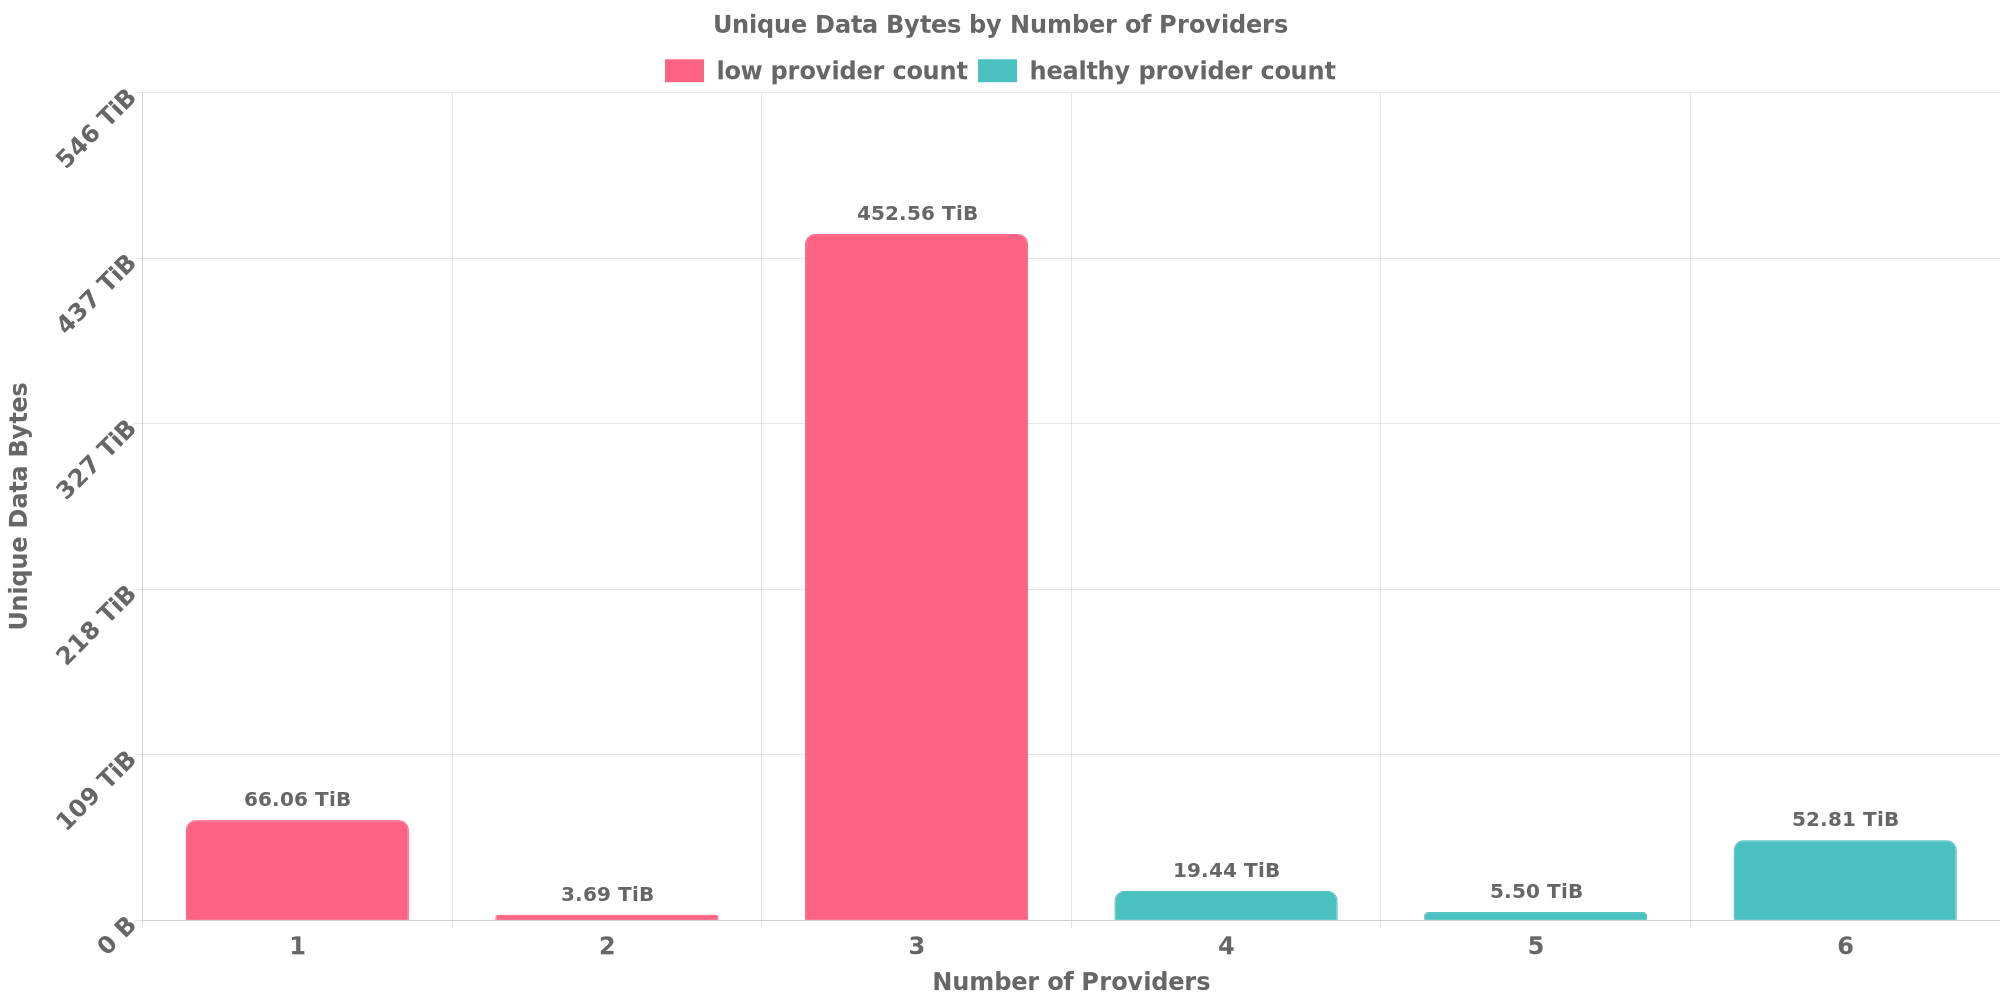 Unique Data Bytes by Number of Providers
low provider count healthy provider count
546 TiB
437 TiB
327 TiB
218 TiB
109 TiB
0 B
Unique Data Bytes
66.06 TiB
3.69 TiB
452.56 TiB
19.44 TiB
5.50 TiB
52.81 TiB
1 2 3 4 5 6
Number of Providers